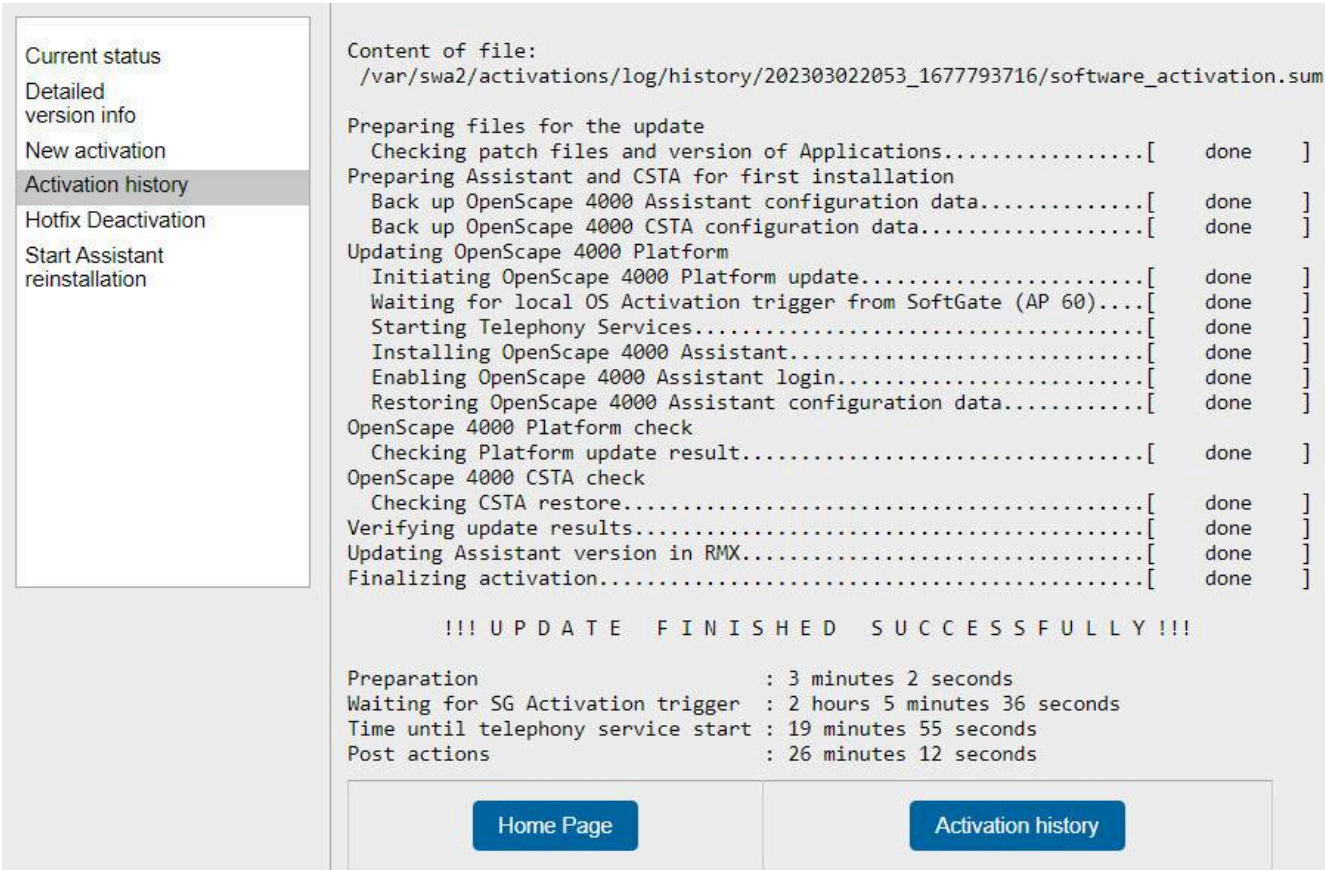 Current status
Detailed
version info
New activation
Activation history
Hotfix Deactivation
Start Assistant
reinstallation
Content of file:
/var/swa2/activations/log/history/202303022053_1677793716/software_activation.sum
Preparing files for the update
Checking patch files and version of Applications.................[ done ]
Preparing Assistant and CSTA for first installation
Back up OpenScape 4000 Assistant configuration data..............[ done ]
Back up OpenScape 4000 CSTA configuration data...................[ done ]
Updating OpenScape 4000 Platform
Initiating OpenScape 4000 Platform update........................[ done ]
Waiting for local OS Activation trigger from SoftGate (AP 60)....[ done ]
Starting Telephony Services......................................[ done ]
Installing OpenScape 4000 Assistant..............................[ done ]
Enabling OpenScape 4000 Assistant login..........................[ done ]
Restoring OpenScape 4000 Assistant configuration data............[ done ]
OpenScape 4000 Platform check
Checking Platform update result..................................[ done ]
OpenScape 4000 CSTA check
Checking CSTA restore............................................[ done ]
Verifying update results...........................................[ done ]
Updating Assistant version in RMX..................................[ done ]
Finalizing activation..............................................[ done ]
!!! U P D A T E F I N I S H E D S U C C E S S F U L L Y !!!
Preparation : 3 minutes 2 seconds
Waiting for SG Activation trigger : 2 hours 5 minutes 36 seconds
Time until telephony service start : 19 minutes 55 seconds
Post actions : 26 minutes 12 seconds
Home Page
Activation history